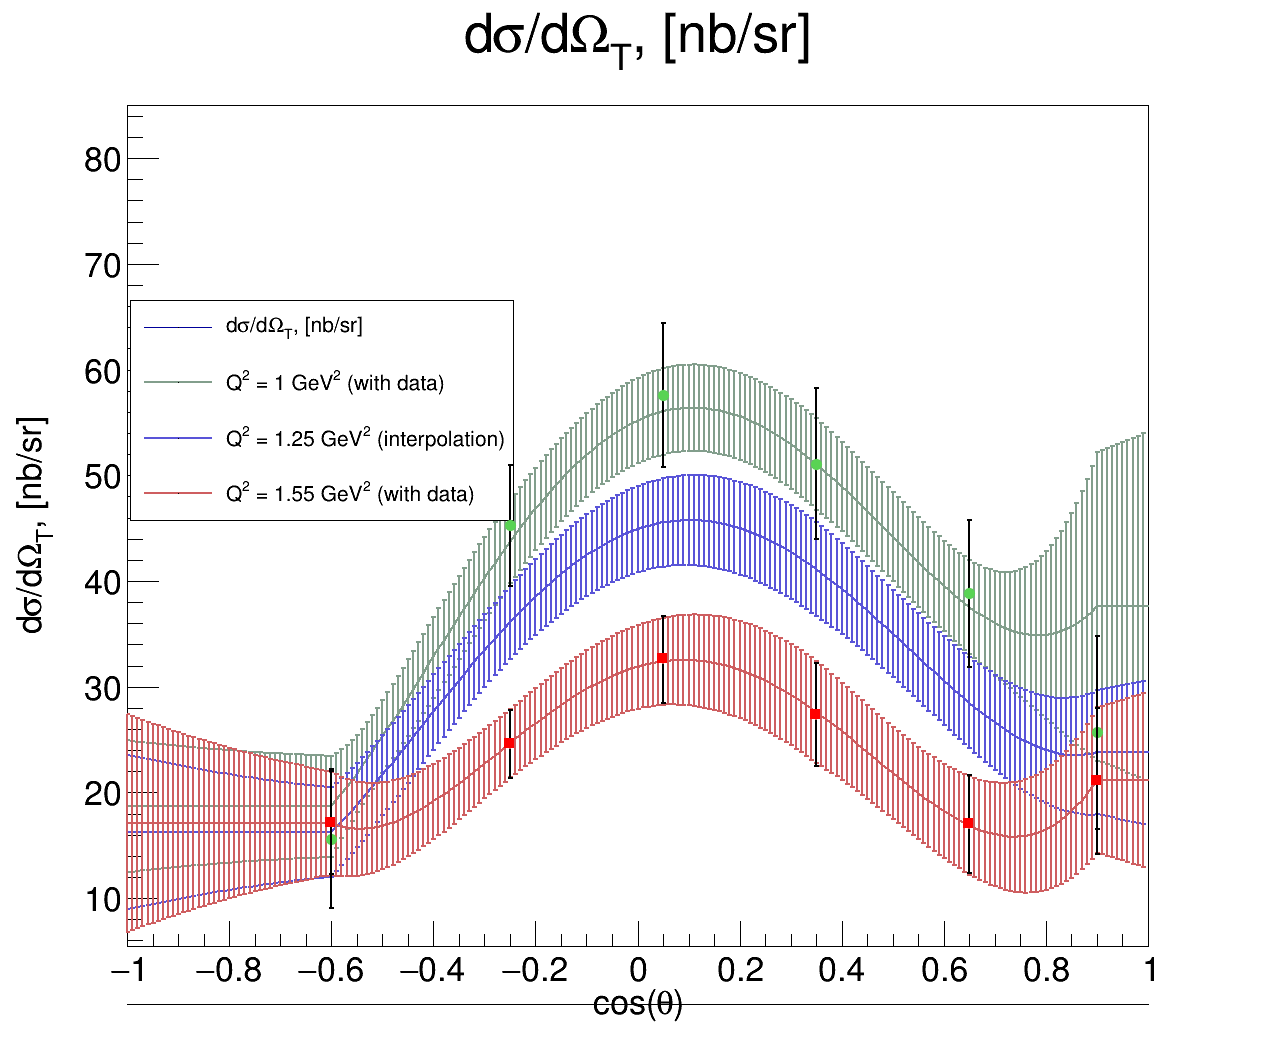 dσ/dΩT, [nb/sr]
80
70
60
50
40
30
20
10
dσ/dΩT, [nb/sr]
dσ/dΩT, [nb/sr]
Q2 = 1 GeV2 (with data)
Q2 = 1.25 GeV2 (interpolation)
Q2 = 1.55 GeV2 (with data)
−1 −0.8 −0.6 −0.4 −0.2 0 0.2 0.4 0.6 0.8 1
cos(θ)